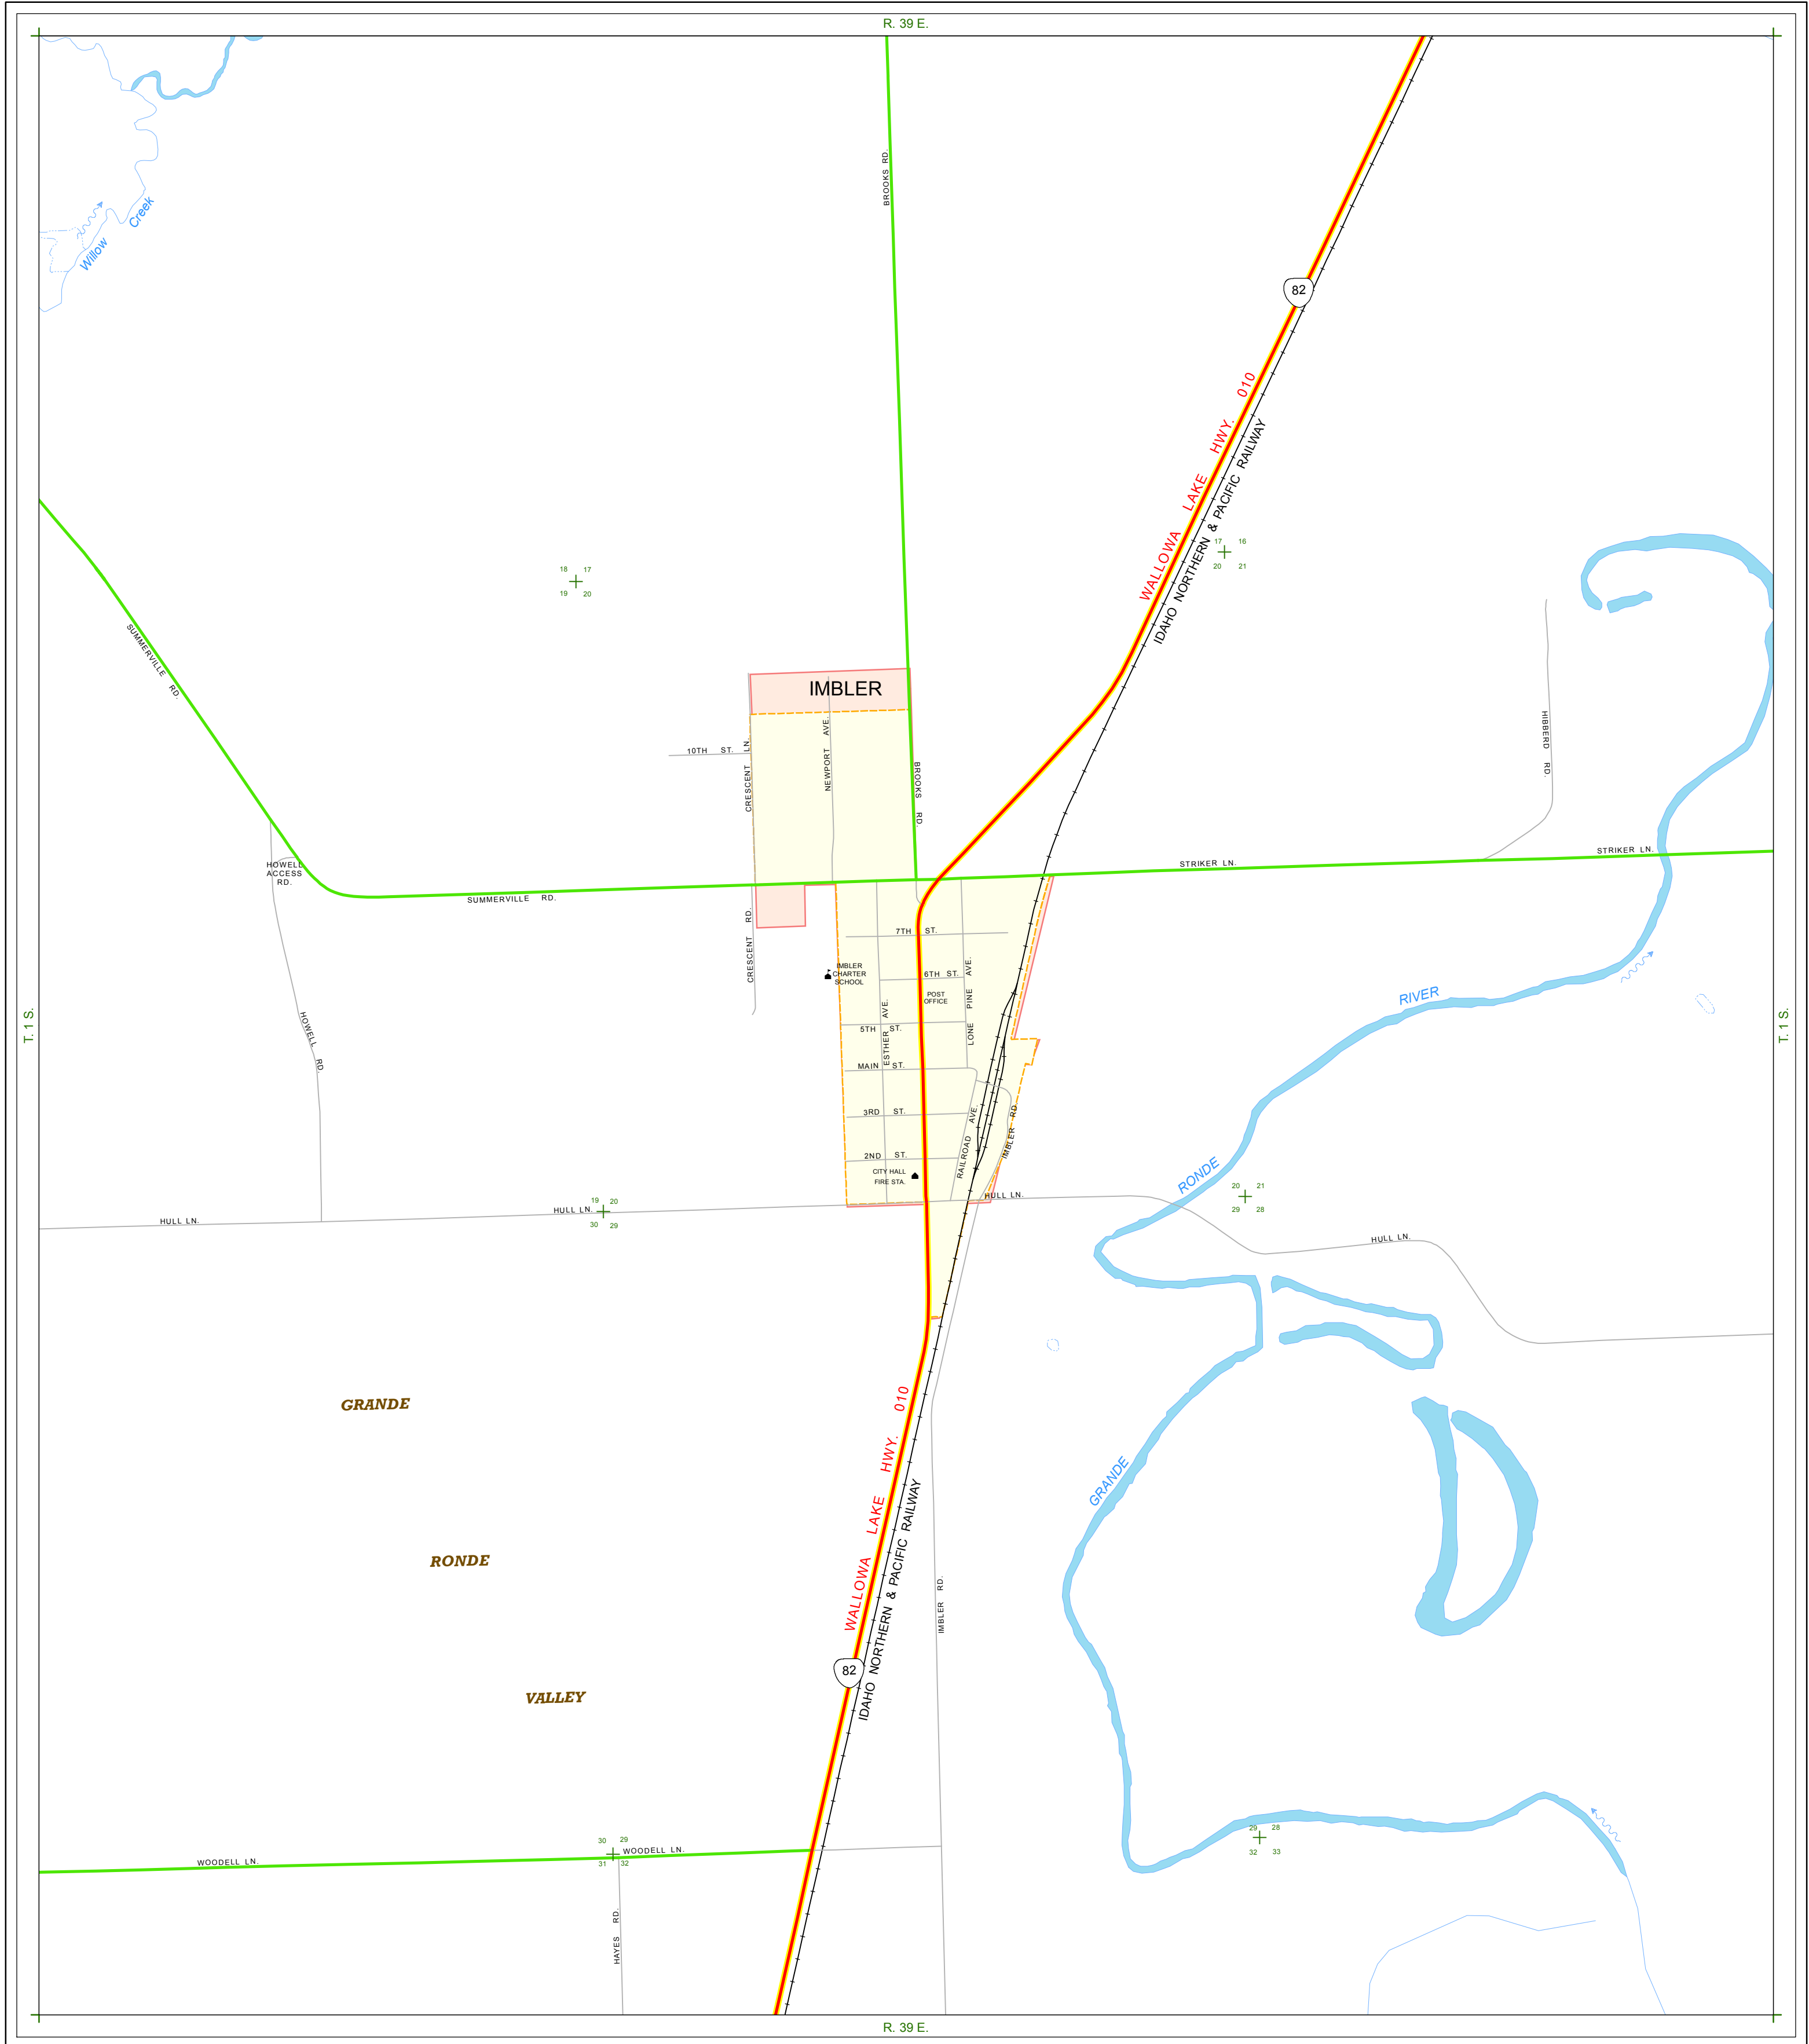 R. 39 E.
BROOKS RD.
Willow Creek
82
WALLOWA LAKE HWY. 010
IDAHO NORTHERN & PACIFIC RAILWAY
17 16
20 21
18 17
19 20
SUMMERVILLE RD.
IMBLER
10TH ST.
CRESCENT LN.
NEWPORT AVE.
BROOKS RD.
HIBBERD RD.
STRIKER LN.
STRIKER LN.
HOWELL
ACCESS
RD.
SUMMERVILLE RD.
CRESCENT RD.
7TH ST.
IMBLER
CHARTER
SCHOOL
6TH ST.
POST
OFFICE
LONE PINE AVE.
ESTHER AVE.
5TH ST.
T. 1 S.
T. 1 S.
RIVER
HOWELL RD.
MAIN ST.
3RD ST.
RAILROAD AVE.
IMBLER RD
2ND ST.
CITY HALL
FIRE STA.
RONDE
HULL LN.
19 20
30 29
HULL LN.
HULL LN.
20 21
29 28
HULL LN.
GRANDE
WALLOWA LAKE HWY. 010
IDAHO NORTHERN & PACIFIC RAILWAY
GRANDE
RONDE
IMBLER RD.
VALLEY
82
30 29
31 32
WOODELL LN.
WOODELL LN.
29 28
32 33
HAYES RD.
R. 39 E.